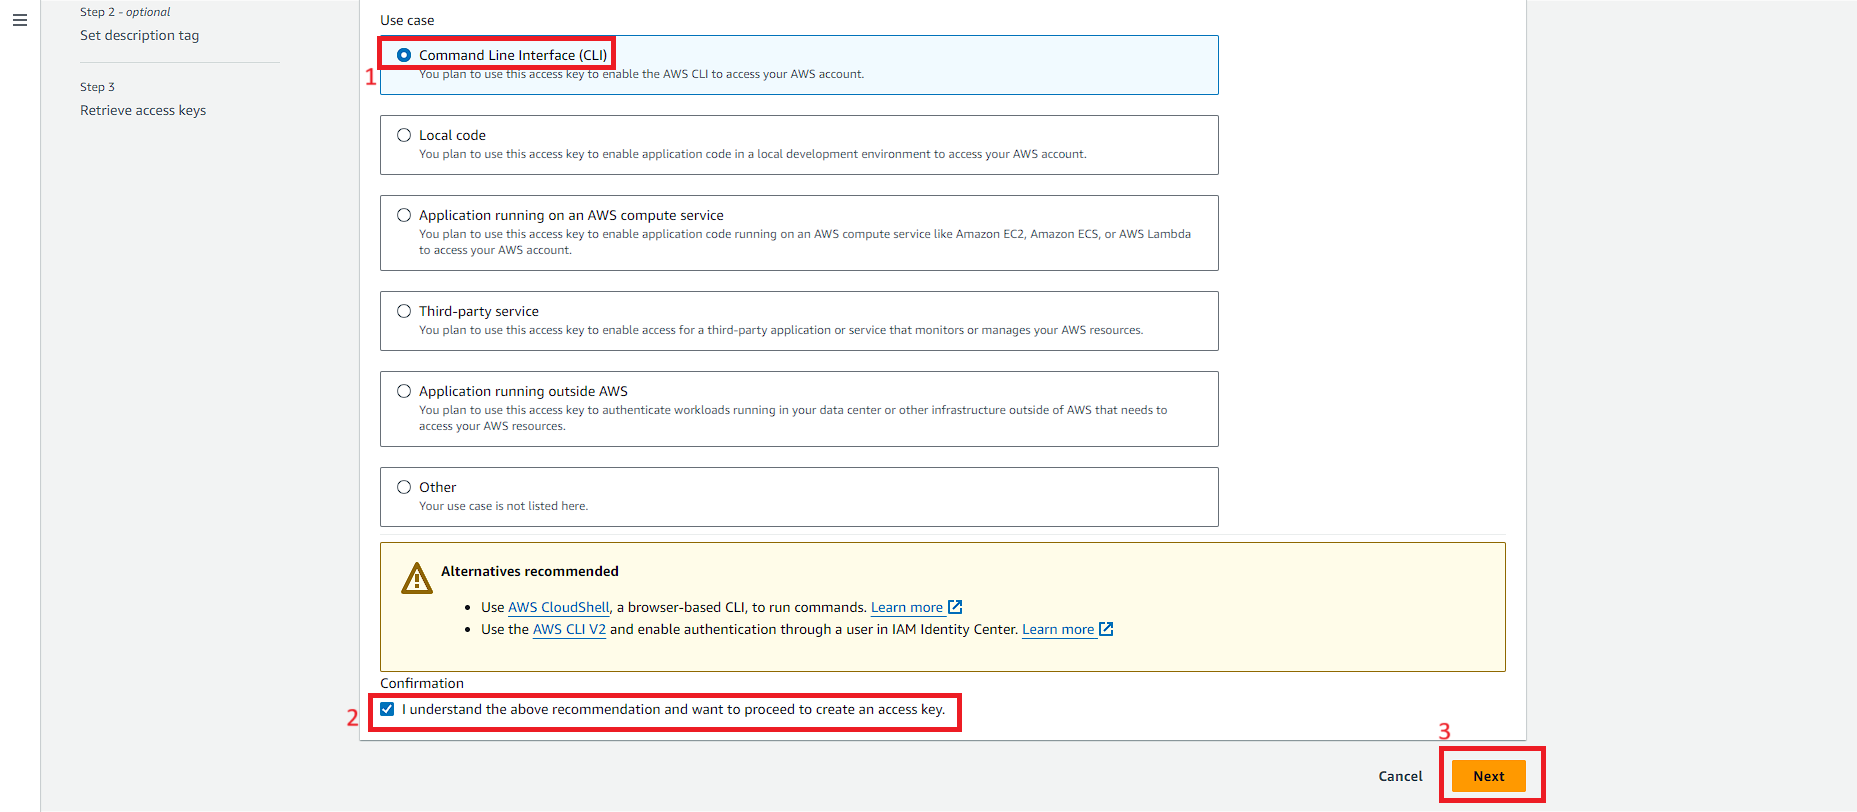 Step 2 - optional
Set description tag
Step 3
Retrieve access keys
Use case
1
Command Line Interface (CLI)
You plan to use this access key to enable the AWS CLI to access your AWS account.
Local code
You plan to use this access key to enable application code in a local development environment to access your AWS account.
Application running on an AWS compute service
You plan to use this access key to enable application code running on an AWS compute service like Amazon EC2, Amazon ECS, or AWS Lambda
to access your AWS account.
Third-party service
You plan to use this access key to enable access for a third-party application or service that monitors or manages your AWS resources.
Application running outside AWS
You plan to use this access key to authenticate workloads running in your data center or other infrastructure outside of AWS that needs to
access your AWS resources.
Other
Your use case is not listed here.
Alternatives recommended
• Use AWS CloudShell, a browser-based CLI, to run commands. Learn more
• Use the AWS CLI V2 and enable authentication through a user in IAM Identity Center. Learn more
Confirmation
2
I understand the above recommendation and want to proceed to create an access key.
3
Cancel
Next